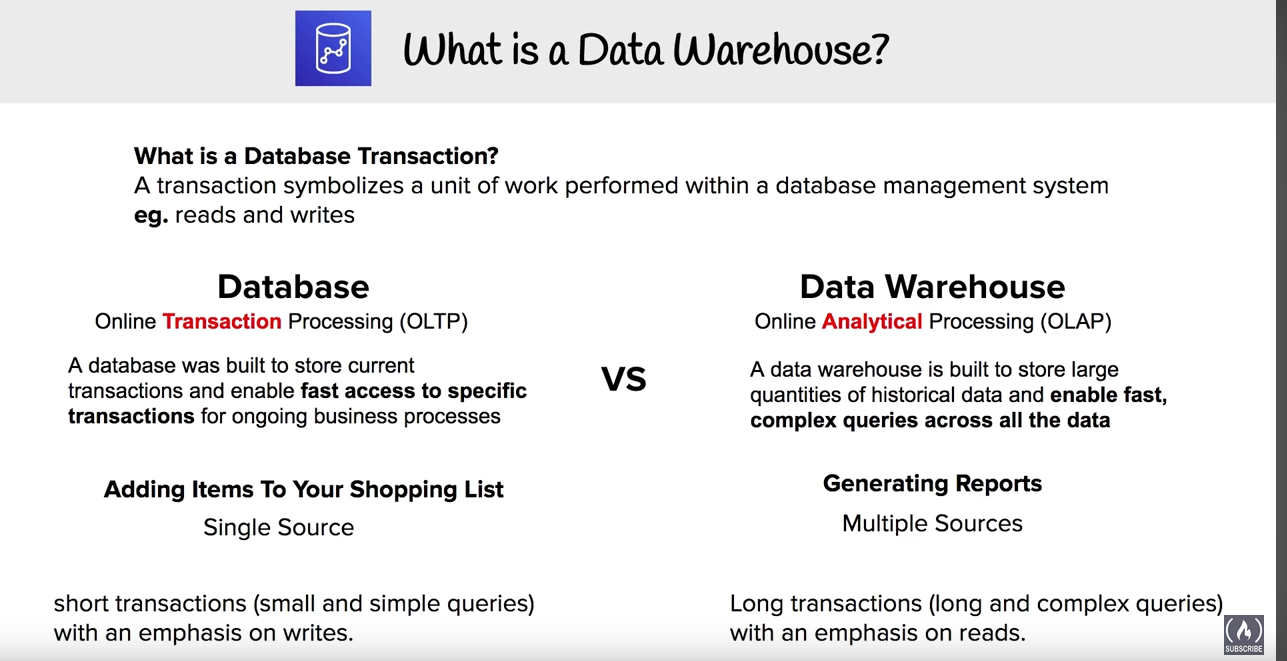 What is a Data Warehouse?
What is a Database Transaction?
A transaction symbolizes a unit of work performed within a database management system
eg. reads and writes
Database
Online Transaction Processing (OLTP)
A database was built to store current
transactions and enable fast access to specific
transactions for ongoing business processes
Adding Items To Your Shopping List
Single Source
short transactions (small and simple queries)
with an emphasis on writes.
VS
Data Warehouse
Online Analytical Processing (OLAP)
A data warehouse is built to store large
quantities of historical data and enable fast,
complex queries across all the data
Generating Reports
Multiple Sources
Long transactions (long and complex queries)
with an emphasis on reads.
SUBSCRIBE